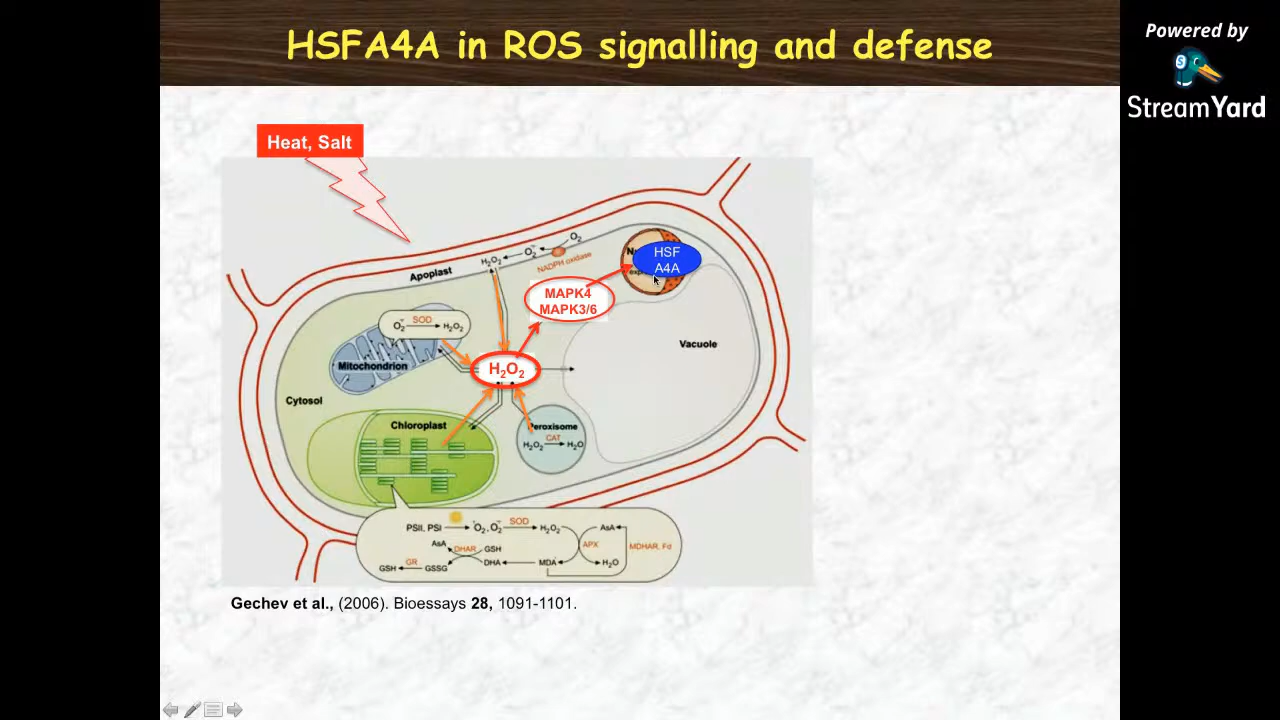 HSFA4A in ROS signalling and defense
Powered by
StreamYard
Heat, Salt
O₂
O₂⁻
H₂O₂
NADPH oxidase
Apoplast
HSF
A4A
MAPK4
MAPK3/6
O₂⁻ SOD H₂O₂
Mitochondrion
H₂O₂
Vacuole
Cytosol
Chloroplast
Peroxisome
H₂O₂ CAT H₂O
PSII, PSI ¹O₂, O₂⁻ SOD H₂O₂ AsA
AsA DHAR GSH APX MDHAR, Fd
GSH GR GSSG DHA MDA H₂O
Gechev et al., (2006). Bioessays 28, 1091-1101.